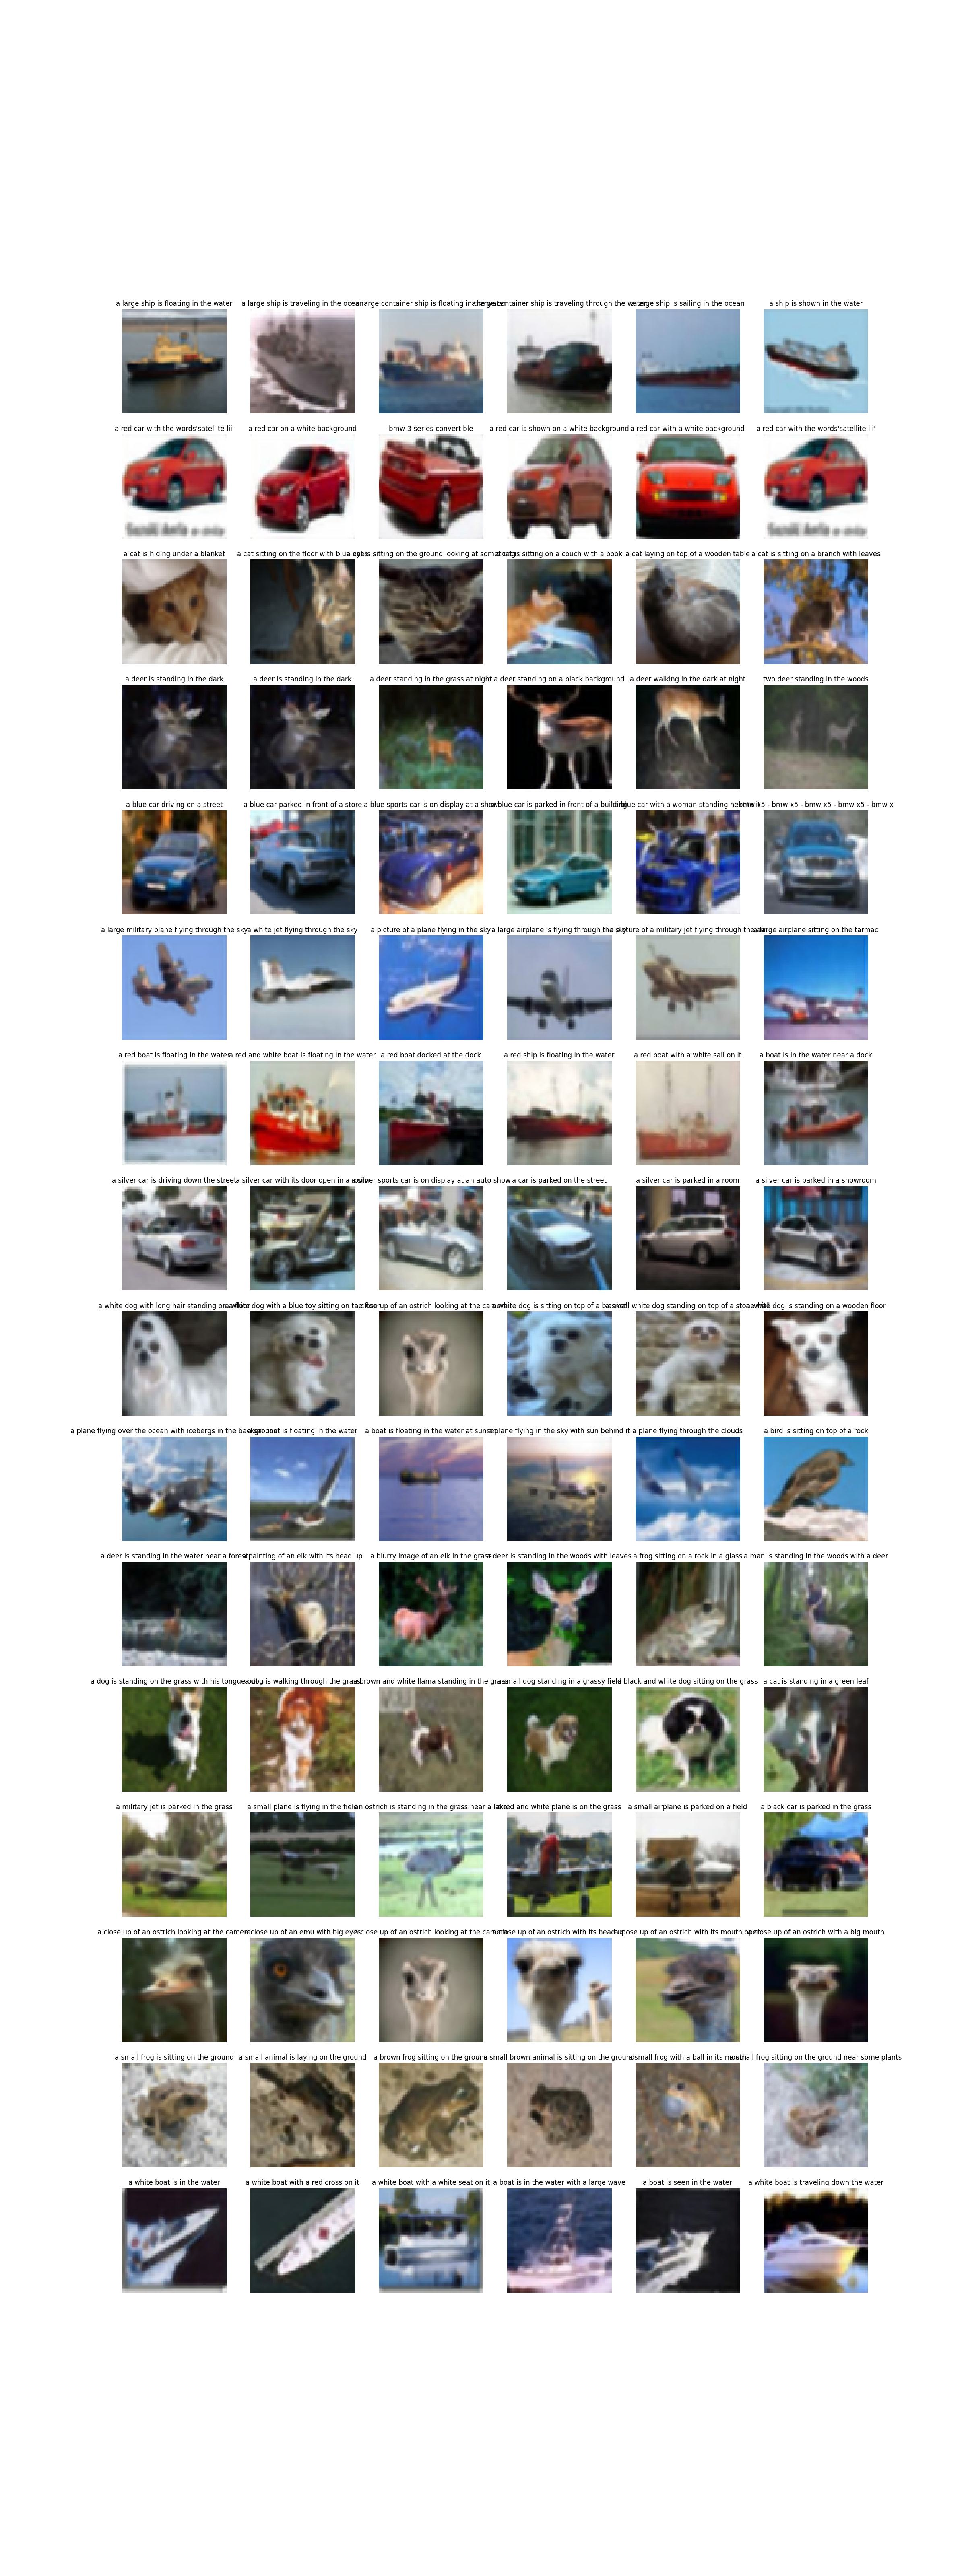 a large ship is floating in the water
a large ship is traveling in the ocean
a large container ship is floating in the water
a large container ship is traveling through the water
a large ship is sailing in the ocean
a ship is shown in the water
a red car with the words'satellite lii'
a red car on a white background
bmw 3 series convertible
a red car is shown on a white background
a red car with a white background
a red car with the words'satellite lii'
a cat is hiding under a blanket
a cat sitting on the floor with blue eyes
a cat is sitting on the ground looking at something
a cat is sitting on a couch with a book
a cat laying on top of a wooden table
a cat is sitting on a branch with leaves
a deer is standing in the dark
a deer is standing in the dark
a deer standing in the grass at night
a deer standing on a black background
a deer walking in the dark at night
two deer standing in the woods
a blue car driving on a street
a blue car parked in front of a store
a blue sports car is on display at a show
a blue car is parked in front of a building
a blue car with a woman standing next to it
bmw x5 - bmw x5 - bmw x5 - bmw x5 - bmw x
a large military plane flying through the sky
a white jet flying through the sky
a picture of a plane flying in the sky
a large airplane is flying through the sky
a picture of a military jet flying through the air
a large airplane sitting on the tarmac
a red boat is floating in the water
a red and white boat is floating in the water
a red boat docked at the dock
a red ship is floating in the water
a red boat with a white sail on it
a boat is in the water near a dock
a silver car is driving down the street
a silver car with its door open in a room
a silver sports car is on display at an auto show
a car is parked on the street
a silver car is parked in a room
a silver car is parked in a showroom
a white dog with long hair standing on a floor
a white dog with a blue toy sitting on the floor
a close up of an ostrich looking at the camera
a white dog is sitting on top of a blanket
a small white dog standing on top of a stone wall
a white dog is standing on a wooden floor
a plane flying over the ocean with icebergs in the background
a sailboat is floating in the water
a boat is floating in the water at sunset
a plane flying in the sky with sun behind it
a plane flying through the clouds
a bird is sitting on top of a rock
a deer is standing in the water near a forest
a painting of an elk with its head up
a blurry image of an elk in the grass
a deer is standing in the woods with leaves
a frog sitting on a rock in a glass
a man is standing in the woods with a deer
a dog is standing on the grass with his tongue out
a dog is walking through the grass
a brown and white llama standing in the grass
a small dog standing in a grassy field
a black and white dog sitting on the grass
a cat is standing in a green leaf
a military jet is parked in the grass
a small plane is flying in the field
an ostrich is standing in the grass near a lake
a red and white plane is on the grass
a small airplane is parked on a field
a black car is parked in the grass
a close up of an ostrich looking at the camera
a close up of an emu with big eyes
a close up of an ostrich looking at the camera
a close up of an ostrich with its head up
a close up of an ostrich with its mouth open
a close up of an ostrich with a big mouth
a small frog is sitting on the ground
a small animal is laying on the ground
a brown frog sitting on the ground
a small brown animal is sitting on the ground
a small frog with a ball in its mouth
a small frog sitting on the ground near some plants
a white boat is in the water
a white boat with a red cross on it
a white boat with a white seat on it
a boat is in the water with a large wave
a boat is seen in the water
a white boat is traveling down the water